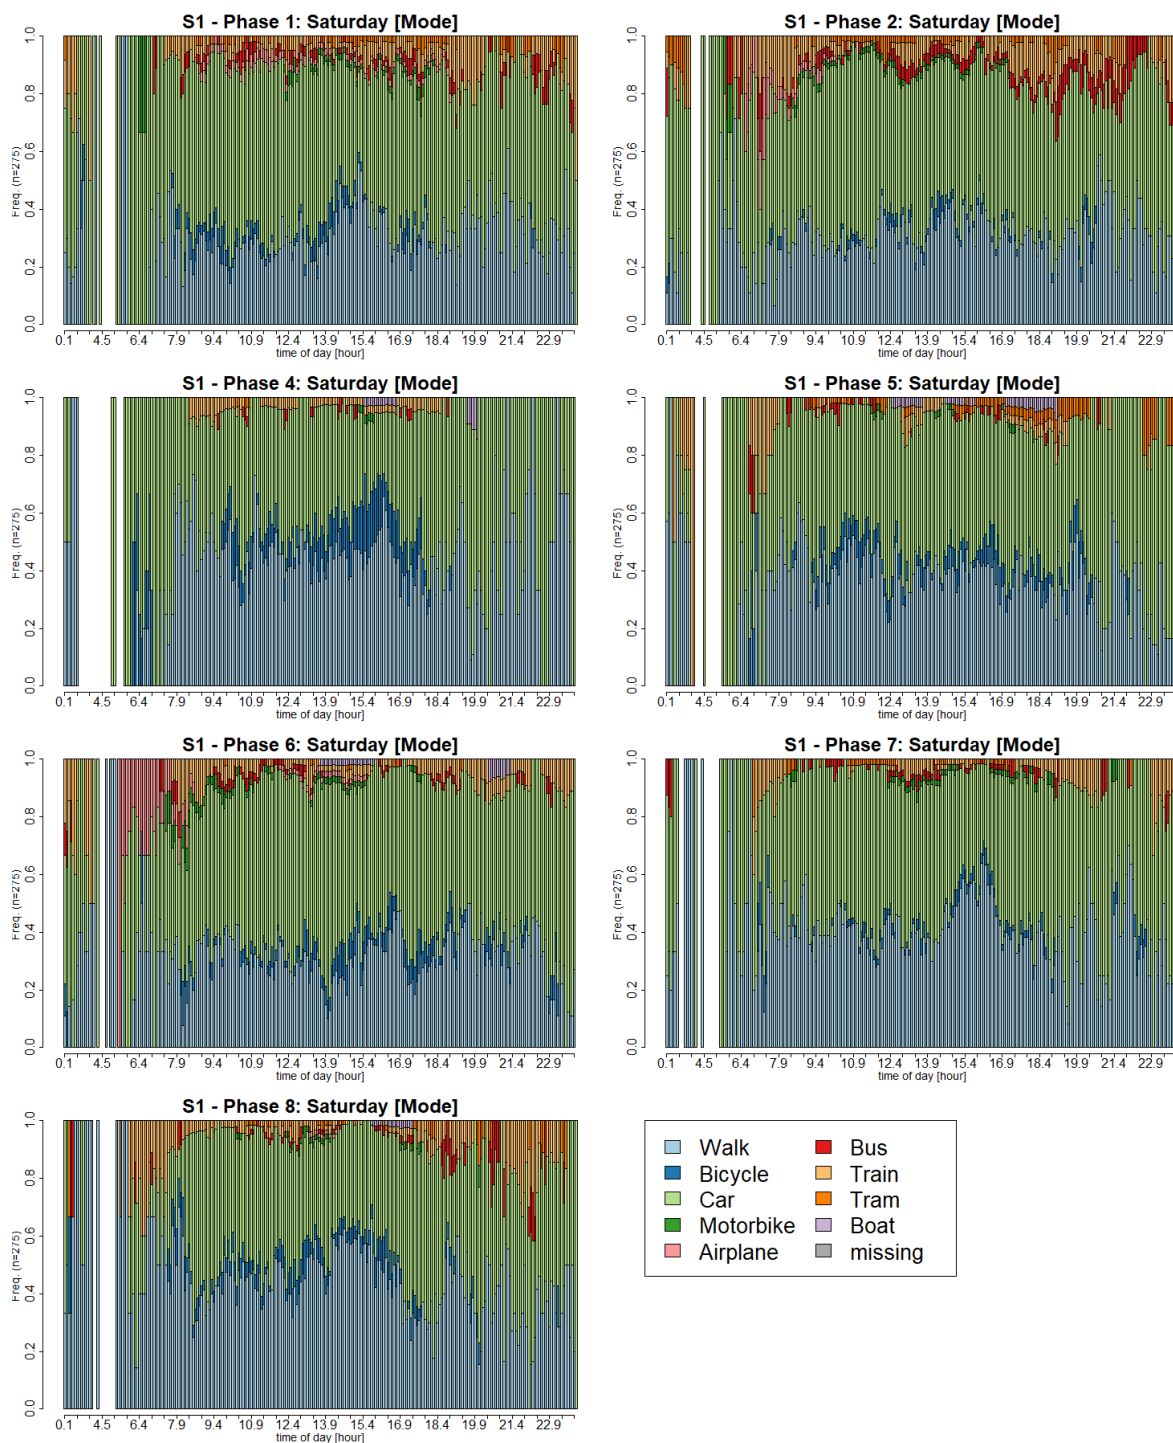 S1 - Phase 1: Saturday [Mode]
1.0
0.8
0.6
0.4
0.2
0.0
Freq. (n=275)
0.1 4.5 6.4 7.9 9.4 10.9 12.4 13.9 15.4 16.9 18.4 19.9 21.4 22.9
time of day [hour]
S1 - Phase 2: Saturday [Mode]
1.0
0.8
0.6
0.4
0.2
0.0
Freq. (n=275)
0.1 4.5 6.4 7.9 9.4 10.9 12.4 13.9 15.4 16.9 18.4 19.9 21.4 22.9
time of day [hour]
S1 - Phase 4: Saturday [Mode]
1.0
0.8
0.6
0.4
0.2
0.0
Freq. (n=275)
0.1 4.5 6.4 7.9 9.4 10.9 12.4 13.9 15.4 16.9 18.4 19.9 21.4 22.9
time of day [hour]
S1 - Phase 5: Saturday [Mode]
1.0
0.8
0.6
0.4
0.2
0.0
Freq. (n=275)
0.1 4.5 6.4 7.9 9.4 10.9 12.4 13.9 15.4 16.9 18.4 19.9 21.4 22.9
time of day [hour]
S1 - Phase 6: Saturday [Mode]
1.0
0.8
0.6
0.4
0.2
0.0
Freq. (n=275)
0.1 4.5 6.4 7.9 9.4 10.9 12.4 13.9 15.4 16.9 18.4 19.9 21.4 22.9
time of day [hour]
S1 - Phase 7: Saturday [Mode]
1.0
0.8
0.6
0.4
0.2
0.0
Freq. (n=275)
0.1 4.5 6.4 7.9 9.4 10.9 12.4 13.9 15.4 16.9 18.4 19.9 21.4 22.9
time of day [hour]
S1 - Phase 8: Saturday [Mode]
1.0
0.8
0.6
0.4
0.2
0.0
Freq. (n=275)
0.1 4.5 6.4 7.9 9.4 10.9 12.4 13.9 15.4 16.9 18.4 19.9 21.4 22.9
time of day [hour]
Walk
Bicycle
Car
Motorbike
Airplane
Bus
Train
Tram
Boat
missing